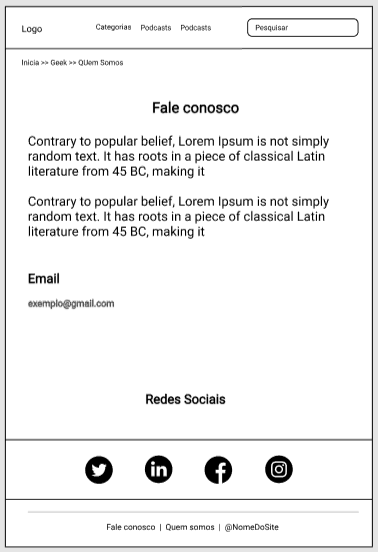 Logo
Categorias Podcasts Podcasts
Pesquisar
Inicia >> Geek >> QUem Somos
Fale conosco
Contrary to popular belief, Lorem Ipsum is not simply
random text. It has roots in a piece of classical Latin
literature from 45 BC, making it
Contrary to popular belief, Lorem Ipsum is not simply
random text. It has roots in a piece of classical Latin
literature from 45 BC, making it
Email
exemplo@gmail.com
Redes Sociais
in
Fale conosco | Quem somos | @NomeDoSite